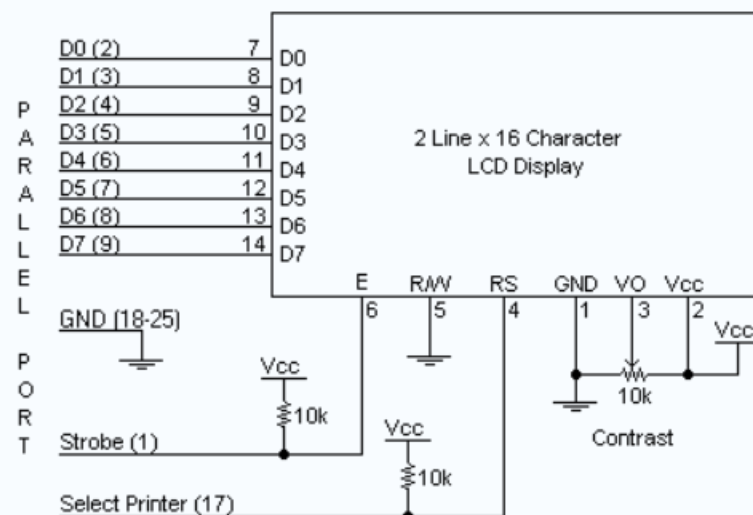 D0 (2) 7 D0
D1 (3) 8 D1
D2 (4) 9 D2
D3 (5) 10 D3
D4 (6) 11 D4
D5 (7) 12 D5
D6 (8) 13 D6
D7 (9) 14 D7
PARALLEL PORT
2 Line x 16 Character
LCD Display
E R/W RS GND VO Vcc
6 5 4 1 3 2
GND (18-25)
Vcc
10k
Vcc
10k
Vcc
10k
Contrast
Strobe (1)
Select Printer (17)